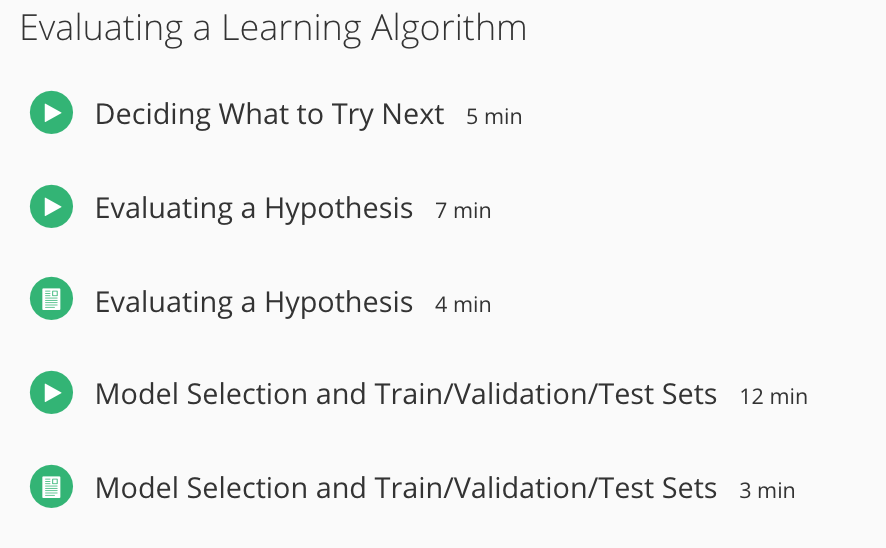 Evaluating a Learning Algorithm
Deciding What to Try Next 5 min
Evaluating a Hypothesis 7 min
Evaluating a Hypothesis 4 min
Model Selection and Train/Validation/Test Sets 12 min
Model Selection and Train/Validation/Test Sets 3 min